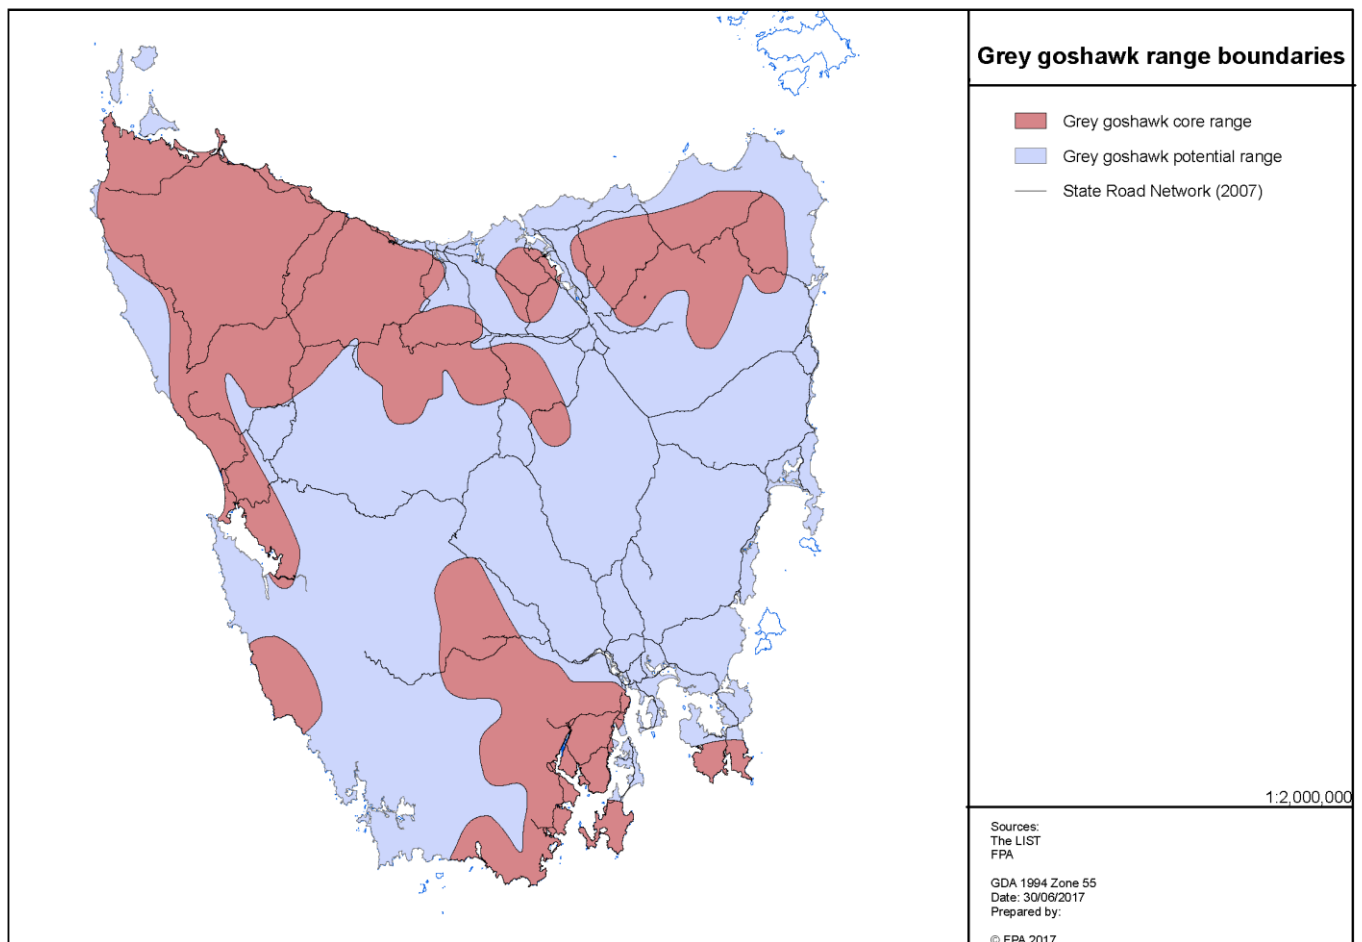 Grey goshawk range boundaries
Grey goshawk core range
Grey goshawk potential range
State Road Network (2007)
1:2,000,000
Sources:
The LIST
FPA
GDA 1994 Zone 55
Date: 30/06/2017
Prepared by:
© FPA 2017